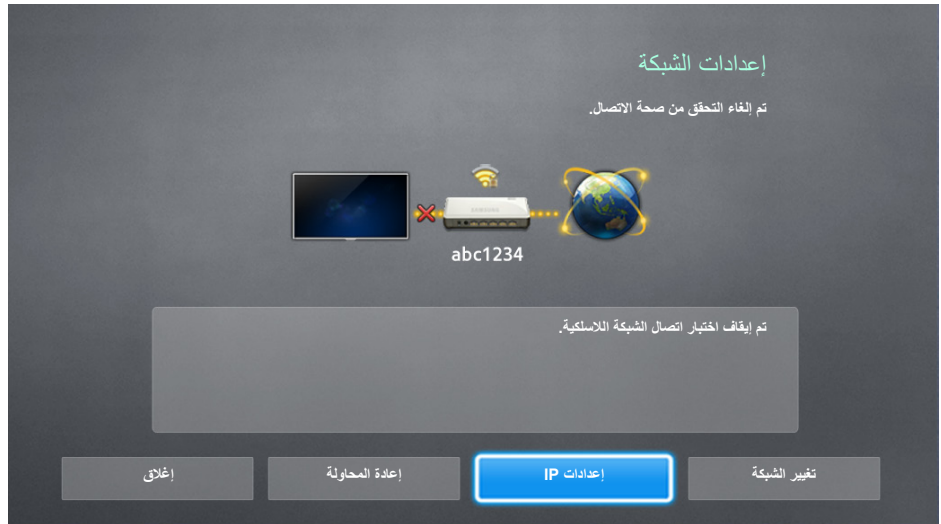 إعدادات الشبكة
تم إلغاء التحقق من صحة الاتصال.
SAMSUNG
abc1234
تم إيقاف اختبار اتصال الشبكة اللاسلكية.
تغيير الشبكة
إعدادات IP
إعادة المحاولة
إغلاق